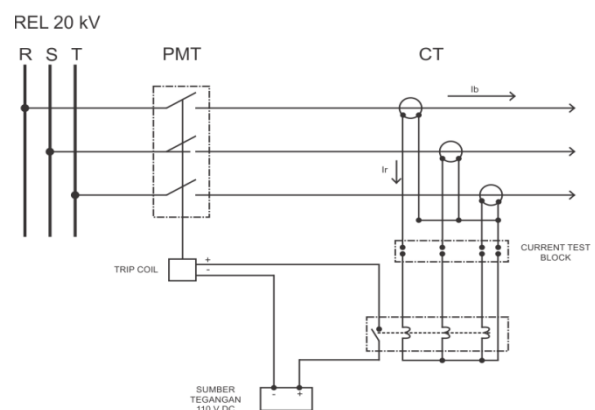 REL 20 kV
R S T
PMT
CT
Ib
Ir
CURRENT TEST
BLOCK
TRIP COIL
+
-
SUMBER
TEGANGAN
110 V DC
- +